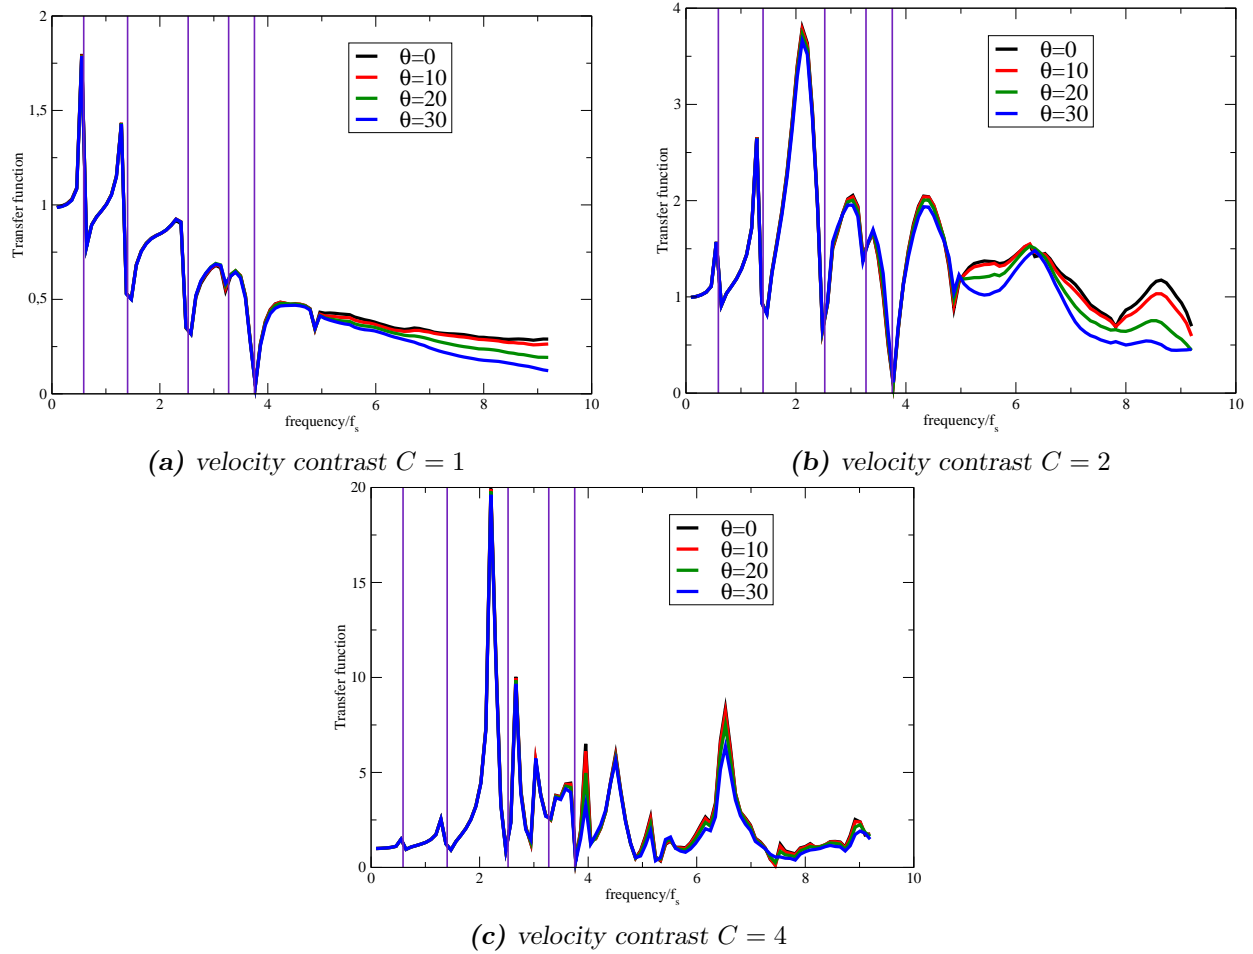 2
1,5
1
0,5
0
0 2 4 6 8 10
Transfer function
frequency/fₛ
θ=0
θ=10
θ=20
θ=30
(a) velocity contrast C = 1
4
3
2
1
0
0 2 4 6 8 10
Transfer function
frequency/fₛ
θ=0
θ=10
θ=20
θ=30
(b) velocity contrast C = 2
20
15
10
5
0
0 2 4 6 8 10
Transfer function
frequency/fₛ
θ=0
θ=10
θ=20
θ=30
(c) velocity contrast C = 4